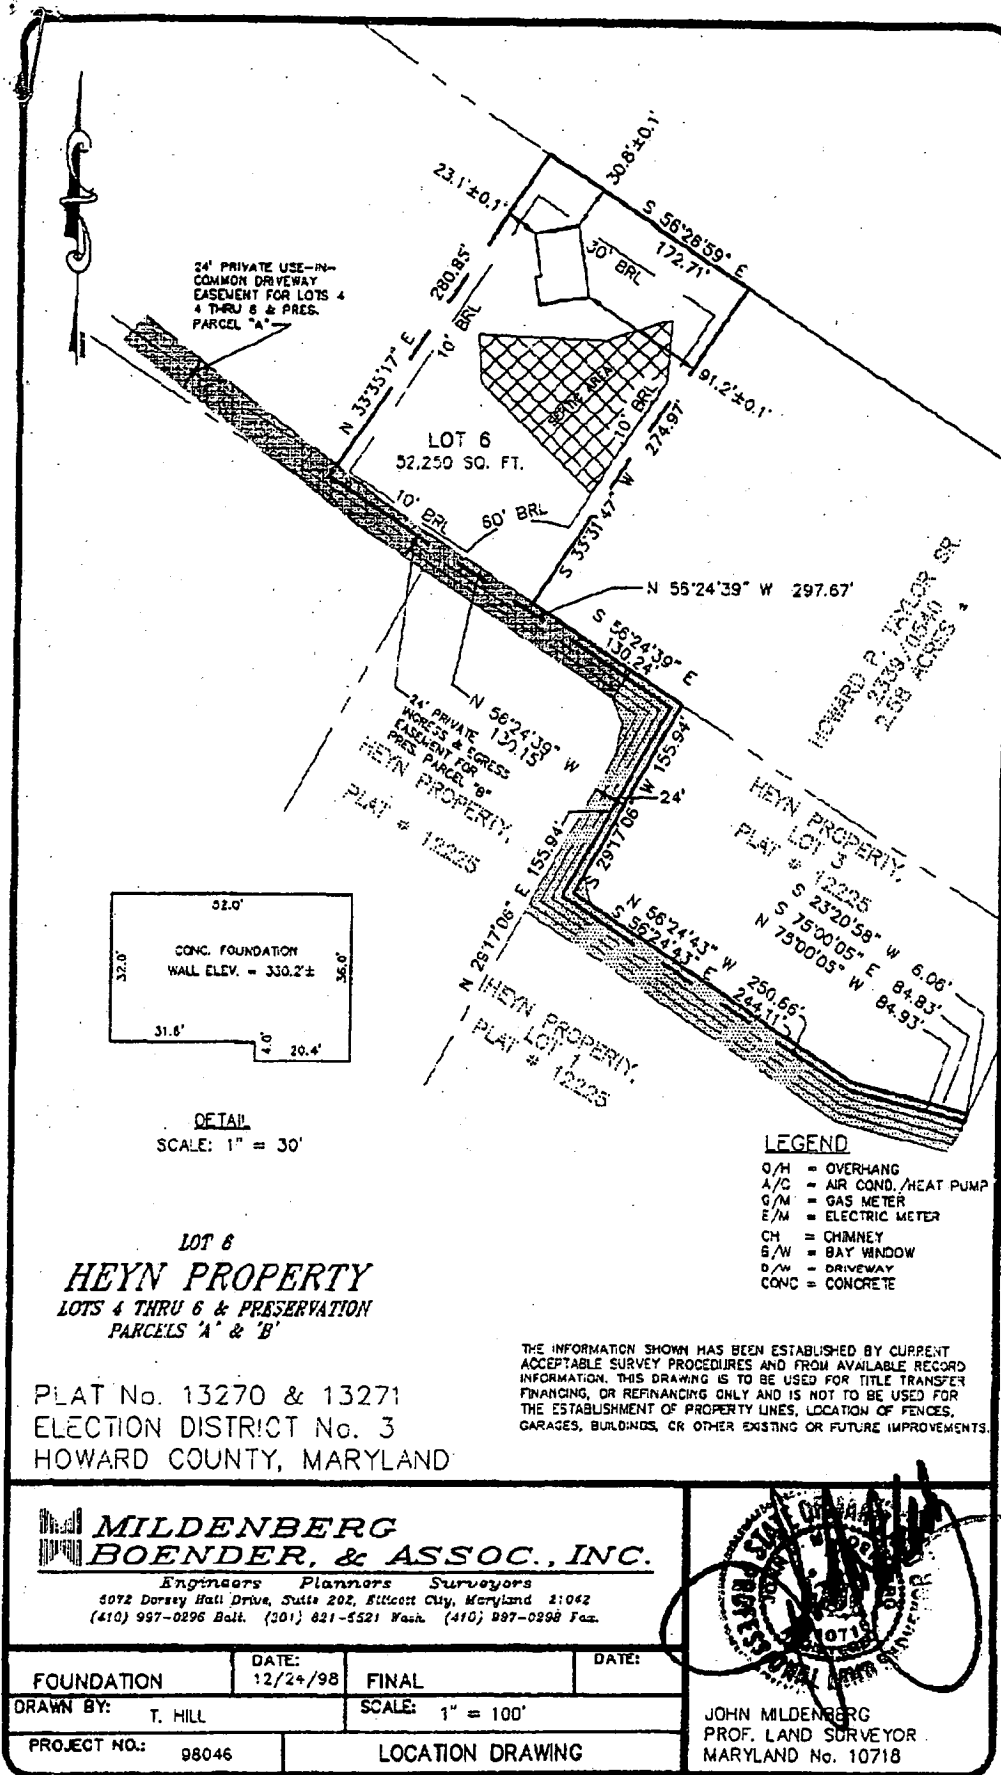 30.8'±0.1'
23.1'±0.1'
S 56°28'59" E
172.71'
30' BRL
24' PRIVATE USE-IN-
COMMON DRIVEWAY
EASEMENT FOR LOTS 4
4 THRU 6 & PRES.
PARCEL "A"
280.85'
N 33°35'17" E
10' BRL
SEPTIC AREA
91.2'±0.1'
10' BRL
274.97'
S 33°31'47" W
LOT 6
52,250 SQ. FT.
10' BRL
60' BRL
N 56°24'39" W 297.67'
S 56°24'39" E
130.24'
HOWARD P. TAYLOR SR.
2339/0540
2.58 ACRES
N 56°24'39" W
130.15'
24' PRIVATE
INGRESS & EGRESS
EASEMENT FOR
PRES. PARCEL "B"
HEYN PROPERTY,
PLAT # 12225
24'
S 29°17'06" W 155.94'
N 29°17'06" E 155.94'
HEYN PROPERTY,
LOT 3
PLAT # 12225
S 23°20'58" W 6.06'
S 75°00'05" E 84.83'
N 75°00'05" W 84.93'
N 56°24'43" W 250.66'
S 56°24'43" E 244.11'
HEYN PROPERTY,
LOT 1
PLAT # 12225
52.0'
CONC. FOUNDATION
WALL ELEV. = 330.2'±
32.0'
36.0'
31.6'
4.0'
20.4'
DETAIL
SCALE: 1" = 30'
LEGEND
O/H = OVERHANG
A/C = AIR COND./HEAT PUMP
G/M = GAS METER
E/M = ELECTRIC METER
CH = CHIMNEY
B/W = BAY WINDOW
D/W = DRIVEWAY
CONC = CONCRETE
LOT 6
HEYN PROPERTY
LOTS 4 THRU 6 & PRESERVATION
PARCELS 'A' & 'B'
PLAT No. 13270 & 13271
ELECTION DISTRICT No. 3
HOWARD COUNTY, MARYLAND
THE INFORMATION SHOWN HAS BEEN ESTABLISHED BY CURRENT
ACCEPTABLE SURVEY PROCEDURES AND FROM AVAILABLE RECORD
INFORMATION. THIS DRAWING IS TO BE USED FOR TITLE TRANSFER
FINANCING, OR REFINANCING ONLY AND IS NOT TO BE USED FOR
THE ESTABLISHMENT OF PROPERTY LINES, LOCATION OF FENCES,
GARAGES, BUILDINGS, OR OTHER EXISTING OR FUTURE IMPROVEMENTS.
MILDENBERG
BOENDER, & ASSOC., INC.
Engineers Planners Surveyors
5072 Dorsey Hall Drive, Suite 202, Ellicott City, Maryland 21042
(410) 997-0296 Balt. (301) 621-5521 Wash. (410) 997-0298 Fax.
FOUNDATION
DATE:
12/24/98
FINAL
DATE:
DRAWN BY: T. HILL
SCALE: 1" = 100'
PROJECT NO.: 98046
LOCATION DRAWING
10718
JOHN MILDENBERG
PROF. LAND SURVEYOR
MARYLAND No. 10718